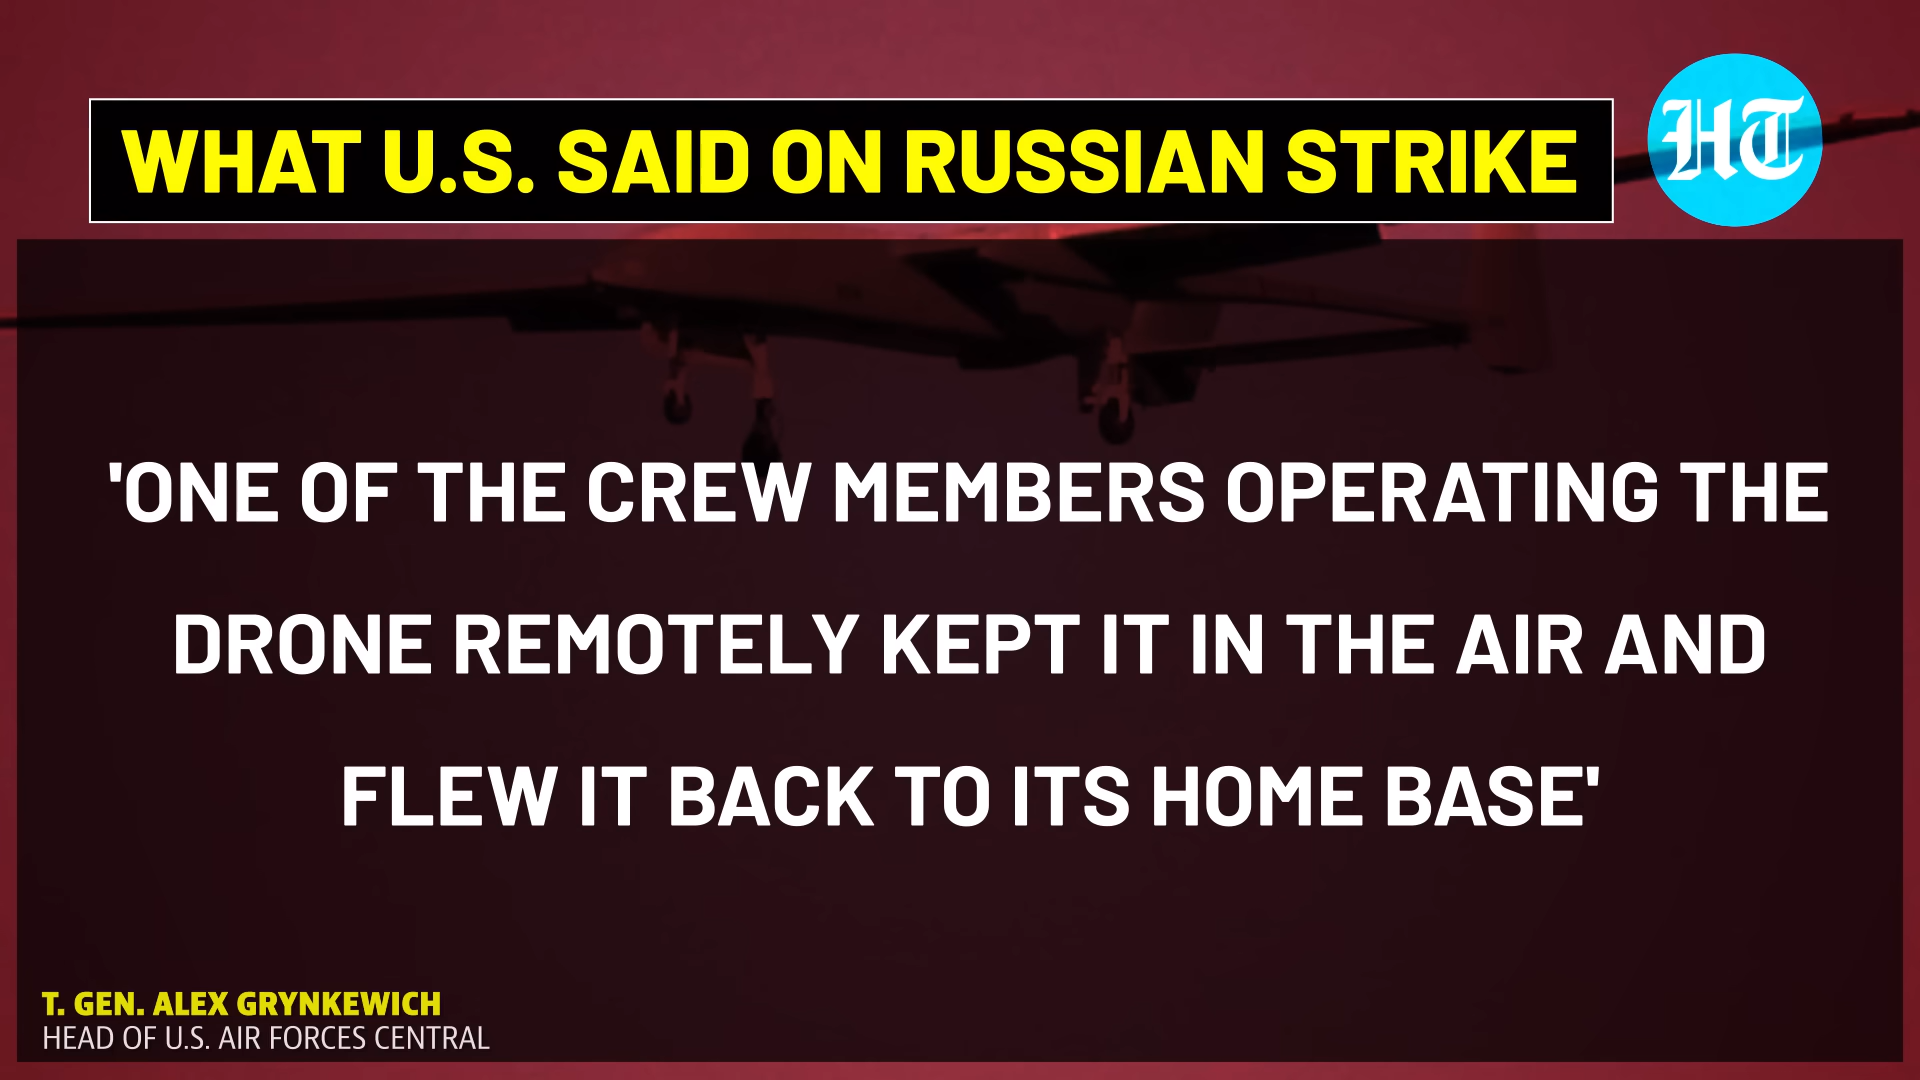 WHAT U.S. SAID ON RUSSIAN STRIKE
HT
'ONE OF THE CREW MEMBERS OPERATING THE
DRONE REMOTELY KEPT IT IN THE AIR AND
FLEW IT BACK TO ITS HOME BASE'
T. GEN. ALEX GRYNKEWICH
HEAD OF U.S. AIR FORCES CENTRAL